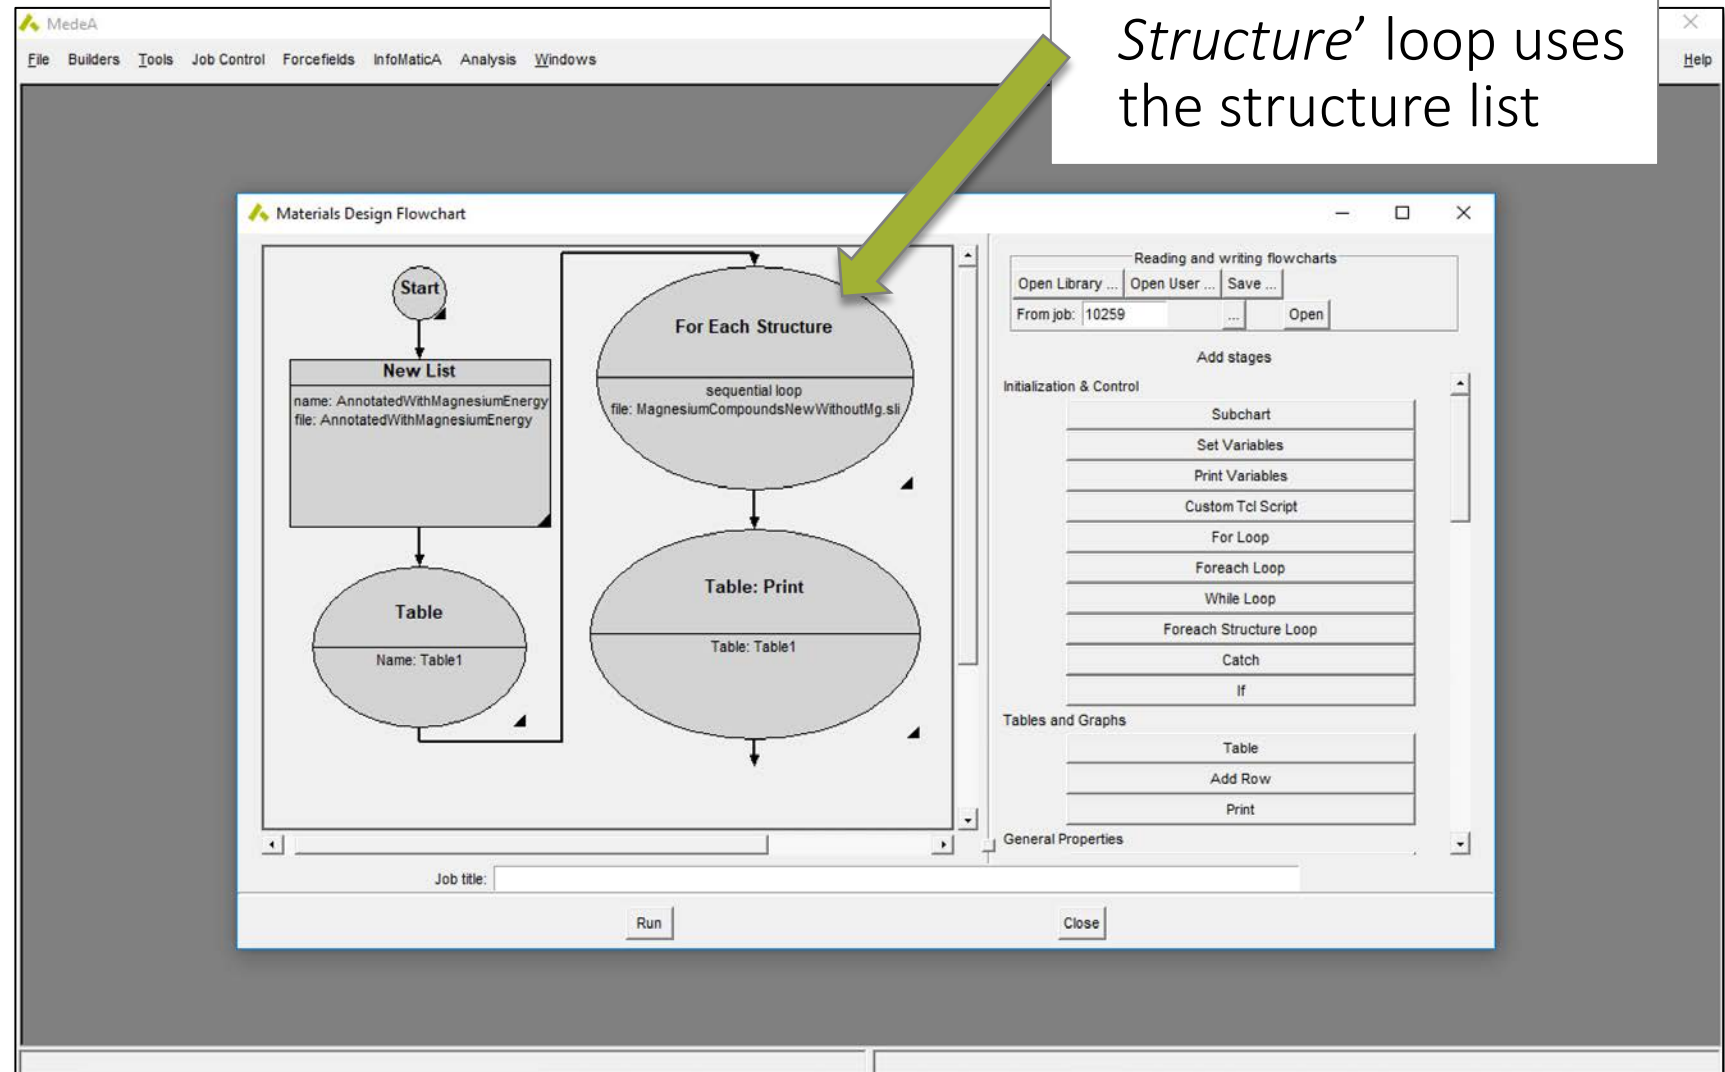 MedeA
Structure’ loop uses
the structure list
File Builders Tools Job Control Forcefields InfoMaticA Analysis Windows Help
Materials Design Flowchart
Start
New List
name: AnnotatedWithMagnesiumEnergy
file: AnnotatedWithMagnesiumEnergy
Table
Name: Table1
For Each Structure
sequential loop
file: MagnesiumCompoundsNewWithoutMg.sli
Table: Print
Table: Table1
Reading and writing flowcharts
Open Library ... Open User ... Save ...
From job: 10259 ... Open
Add stages
Initialization & Control
Subchart
Set Variables
Print Variables
Custom Tcl Script
For Loop
Foreach Loop
While Loop
Foreach Structure Loop
Catch
If
Tables and Graphs
Table
Add Row
Print
General Properties
Job title:
Run Close